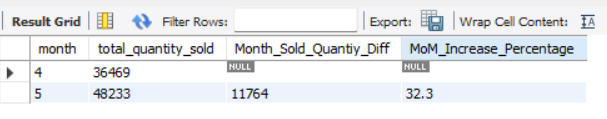 Result Grid Filter Rows: Export: Wrap Cell Content: IA
month total_quantity_sold Month_Sold_Quantiy_Diff MoM_Increase_Percentage
4 36469 NULL NULL
5 48233 11764 32.3